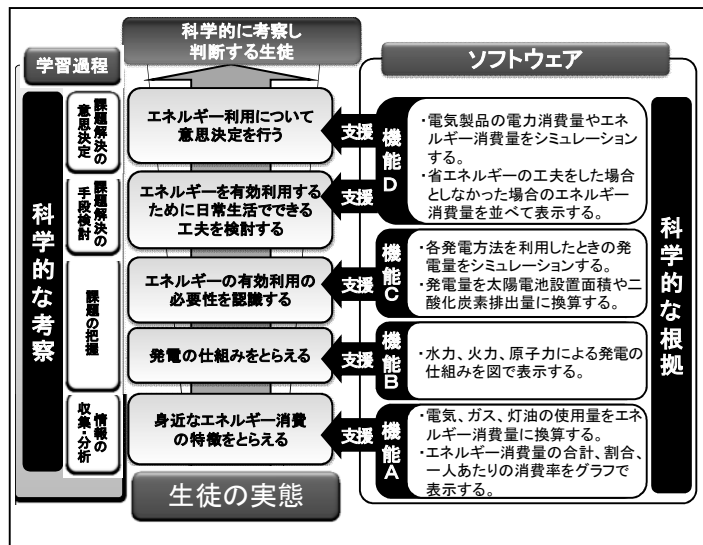 科学的に考察し
判断する生徒
学習過程
ソフトウェア
科学的な考察
課題解決の
意思決定
エネルギー利用について
意思決定を行う
支援
機能D
・電気製品の電力消費量やエネ
ルギー消費量をシミュレーション
する。
・省エネルギーの工夫をした場合
としなかった場合のエネルギー
消費量を並べて表示する。
課題解決の
手段検討
エネルギーを有効利用する
ために日常生活でできる
工夫を検討する
支援
課題の把握
エネルギーの有効利用の
必要性を認識する
支援
機能C
・各発電方法を利用したときの発
電量をシミュレーションする。
・発電量を太陽電池設置面積や二
酸化炭素排出量に換算する。
発電の仕組みをとらえる
支援
機能B
・水力、火力、原子力による発電の
仕組みを図で表示する。
情報の
収集・分析
身近なエネルギー消費
の特徴をとらえる
支援
機能A
・電気、ガス、灯油の使用量をエネ
ルギー消費量に換算する。
・エネルギー消費量の合計、割合、
一人あたりの消費率をグラフで
表示する。
科学的な根拠
生徒の実態